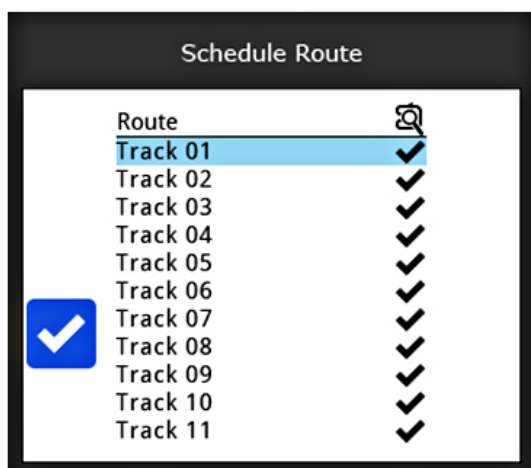 Schedule Route
Route
Track 01
Track 02
Track 03
Track 04
Track 05
Track 06
Track 07
Track 08
Track 09
Track 10
Track 11